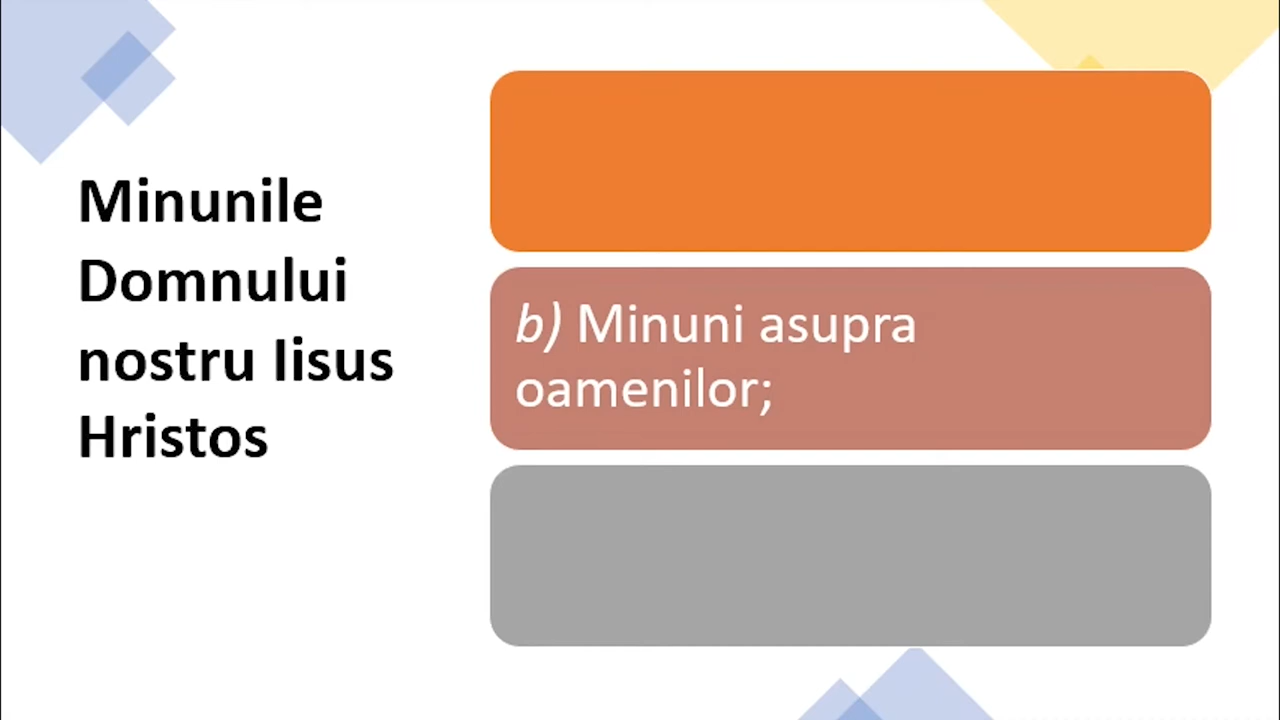 Minunile
Domnului
nostru Iisus
Hristos
b) Minuni asupra
oamenilor;